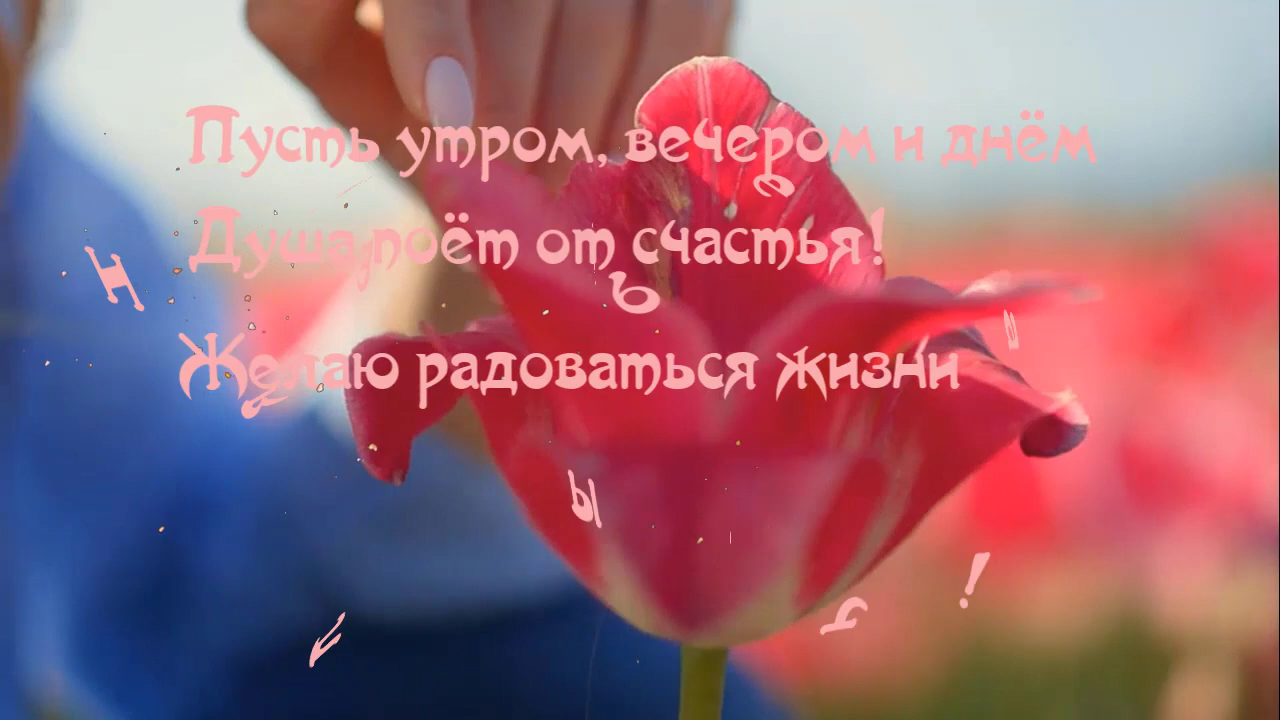 Пусть утром, вечером и днём
Душа поёт от счастья!
Желаю радоваться жизни